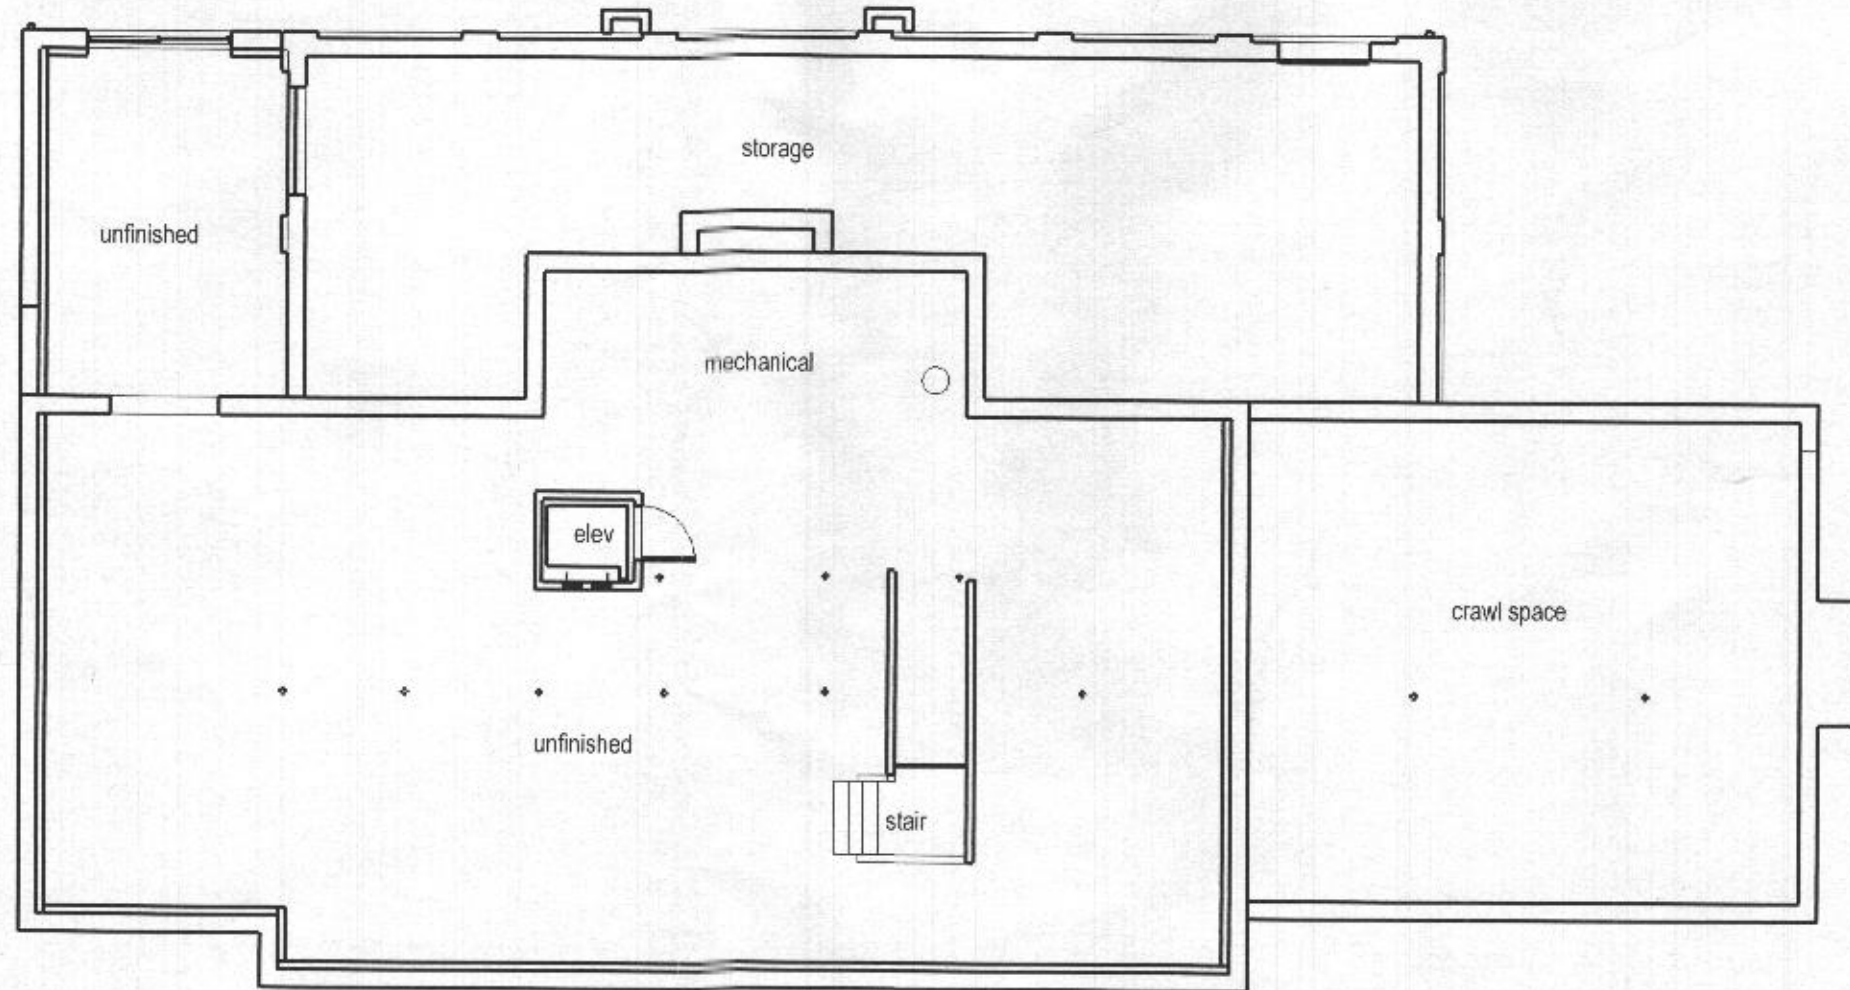 storage
unfinished
mechanical
elev
crawl space
unfinished
stair